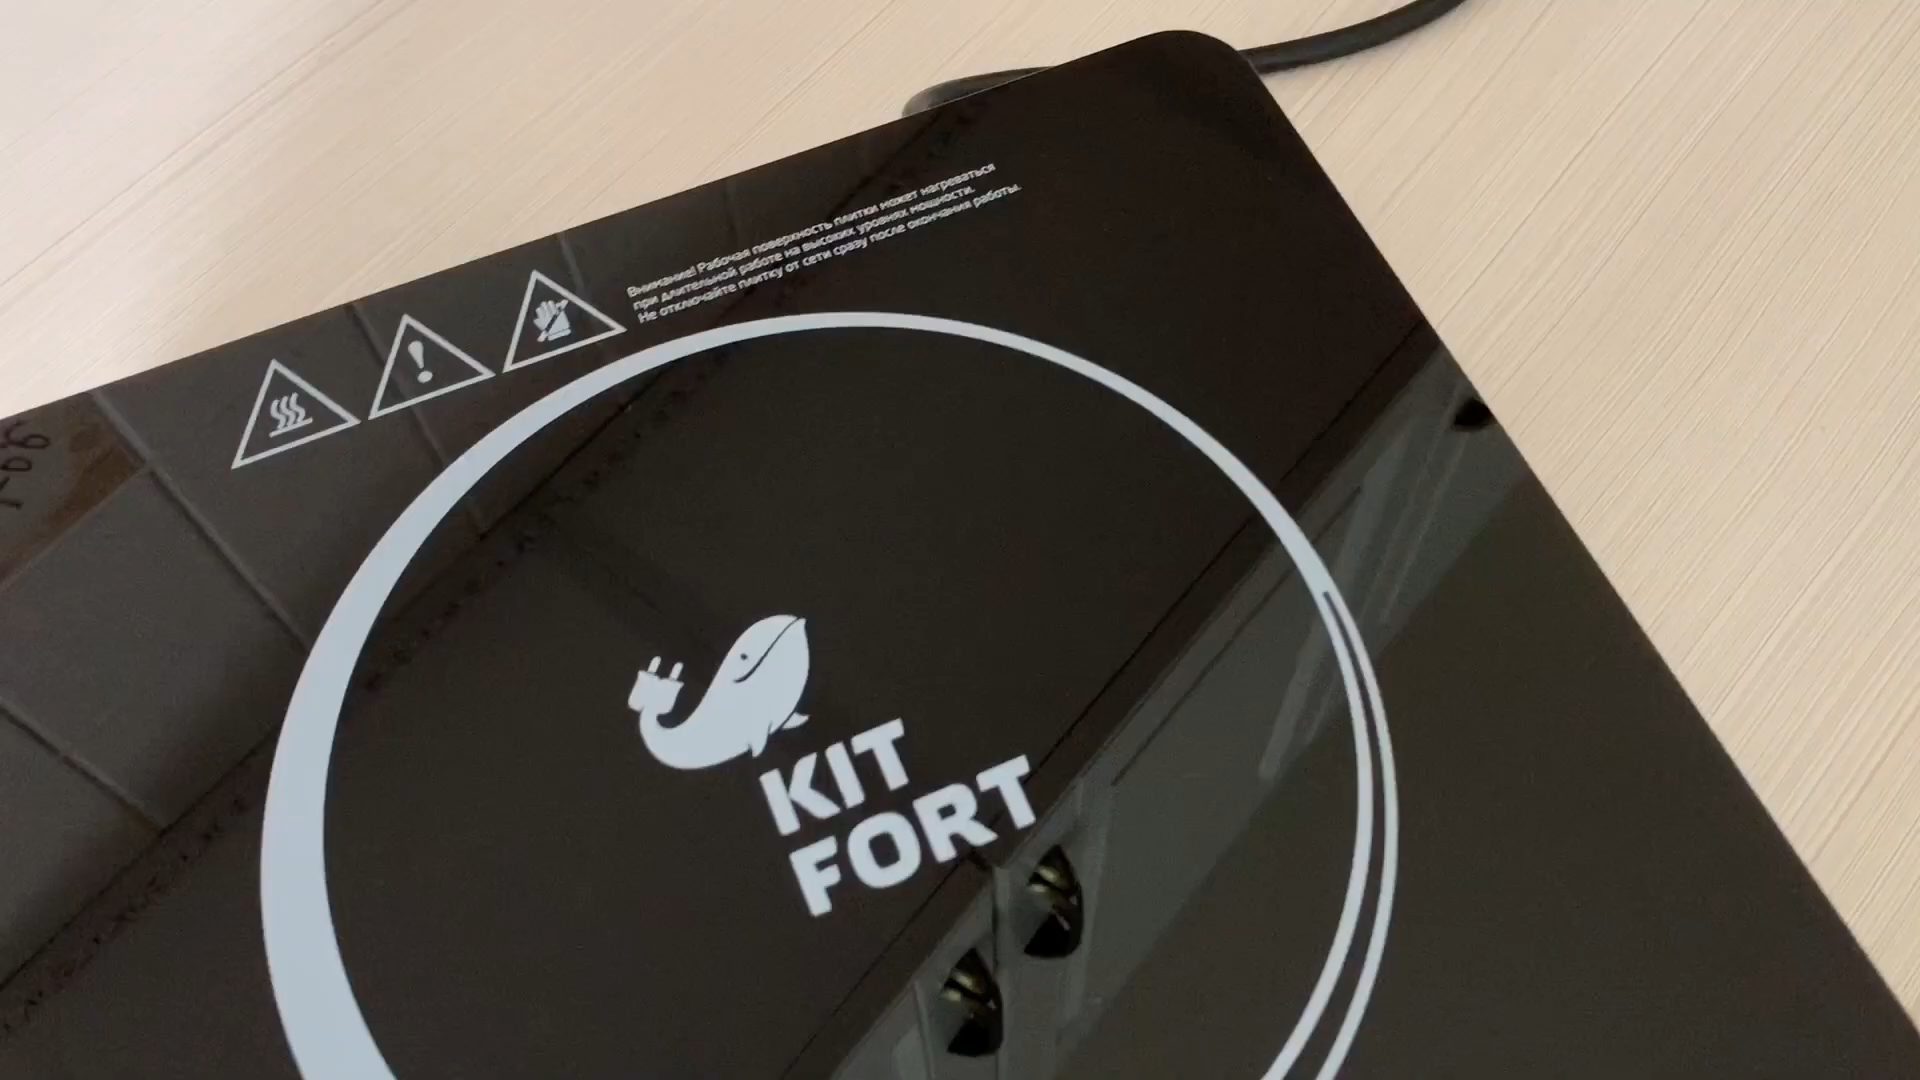 Внимание! Рабочая поверхность плитки может нагреваться
при длительной работе на высоких уровнях мощности.
Не отключайте плитку от сети сразу после окончания работы.
KIT
FORT